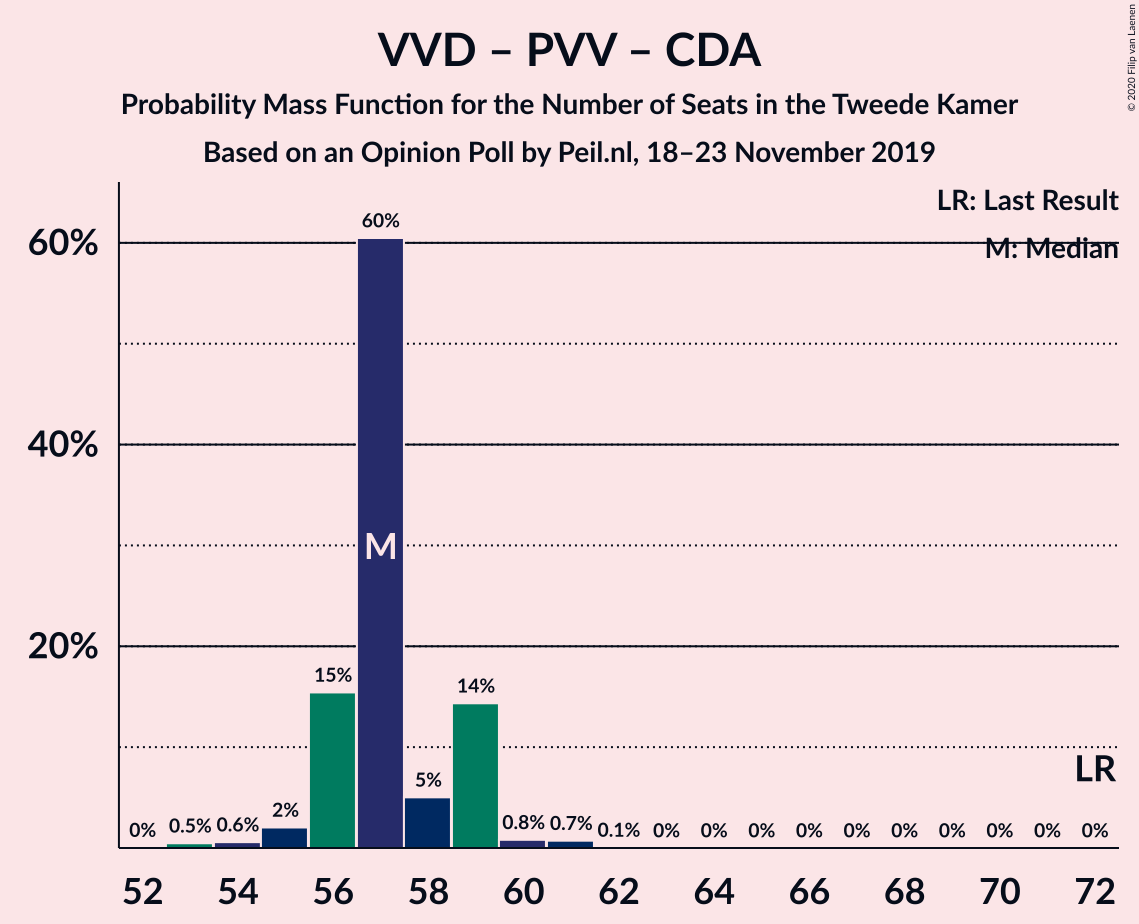 VVD – PVV – CDA
Probability Mass Function for the Number of Seats in the Tweede Kamer
Based on an Opinion Poll by Peil.nl, 18–23 November 2019
© 2020 Filip van Laenen
LR: Last Result
M: Median
60%
40%
20%
0% 0.5% 0.6% 2% 15% 60% 5% 14% 0.8% 0.7% 0.1% 0% 0% 0% 0% 0% 0% 0% 0% 0% 0%
M
LR
52 54 56 58 60 62 64 66 68 70 72